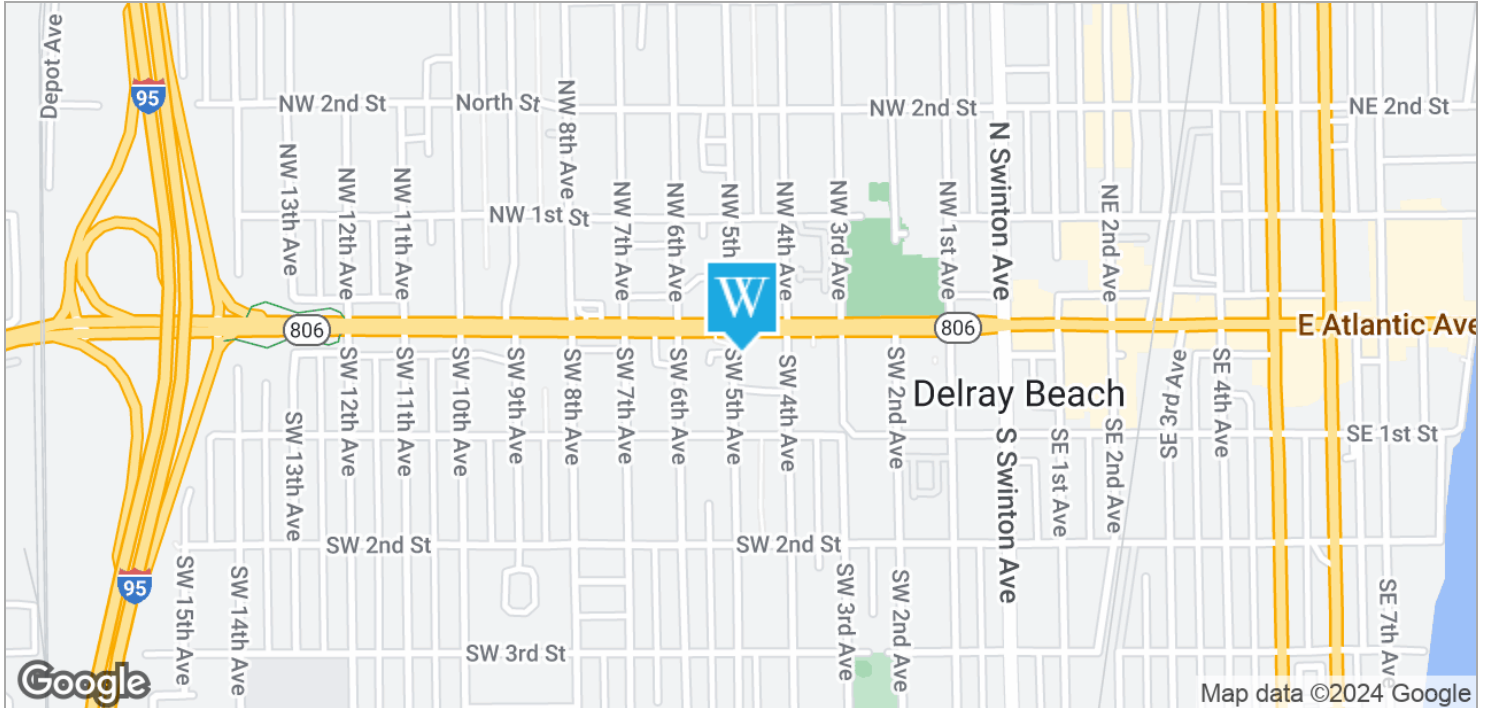 Depot Ave
95
NW 2nd St
North St
NW 8th Ave
NW 2nd St
N Swinton Ave
NE 2nd St
NW 13th Ave
NW 12th Ave
NW 11th Ave
NW 1st St
NW 7th Ave
NW 6th Ave
NW 5th
NW 4th Ave
NW 3rd Ave
NW 1st Ave
NE 2nd Ave
W
806
806
E Atlantic Ave
SW 13th Ave
SW 12th Ave
SW 11th Ave
SW 10th Ave
SW 9th Ave
SW 8th Ave
SW 7th Ave
SW 6th Ave
SW 5th Ave
SW 4th Ave
SW 2nd Ave
Delray Beach
SE 3rd Ave
SE 4th Ave
SE 1st St
S Swinton Ave
SE 1st Ave
SE 2nd Ave
SW 2nd St
SW 2nd St
95
SW 15th Ave
SW 14th Ave
SW 3rd Ave
SW 2nd Ave
SE 7th Ave
SW 3rd St
Google
Map data ©2024 Google